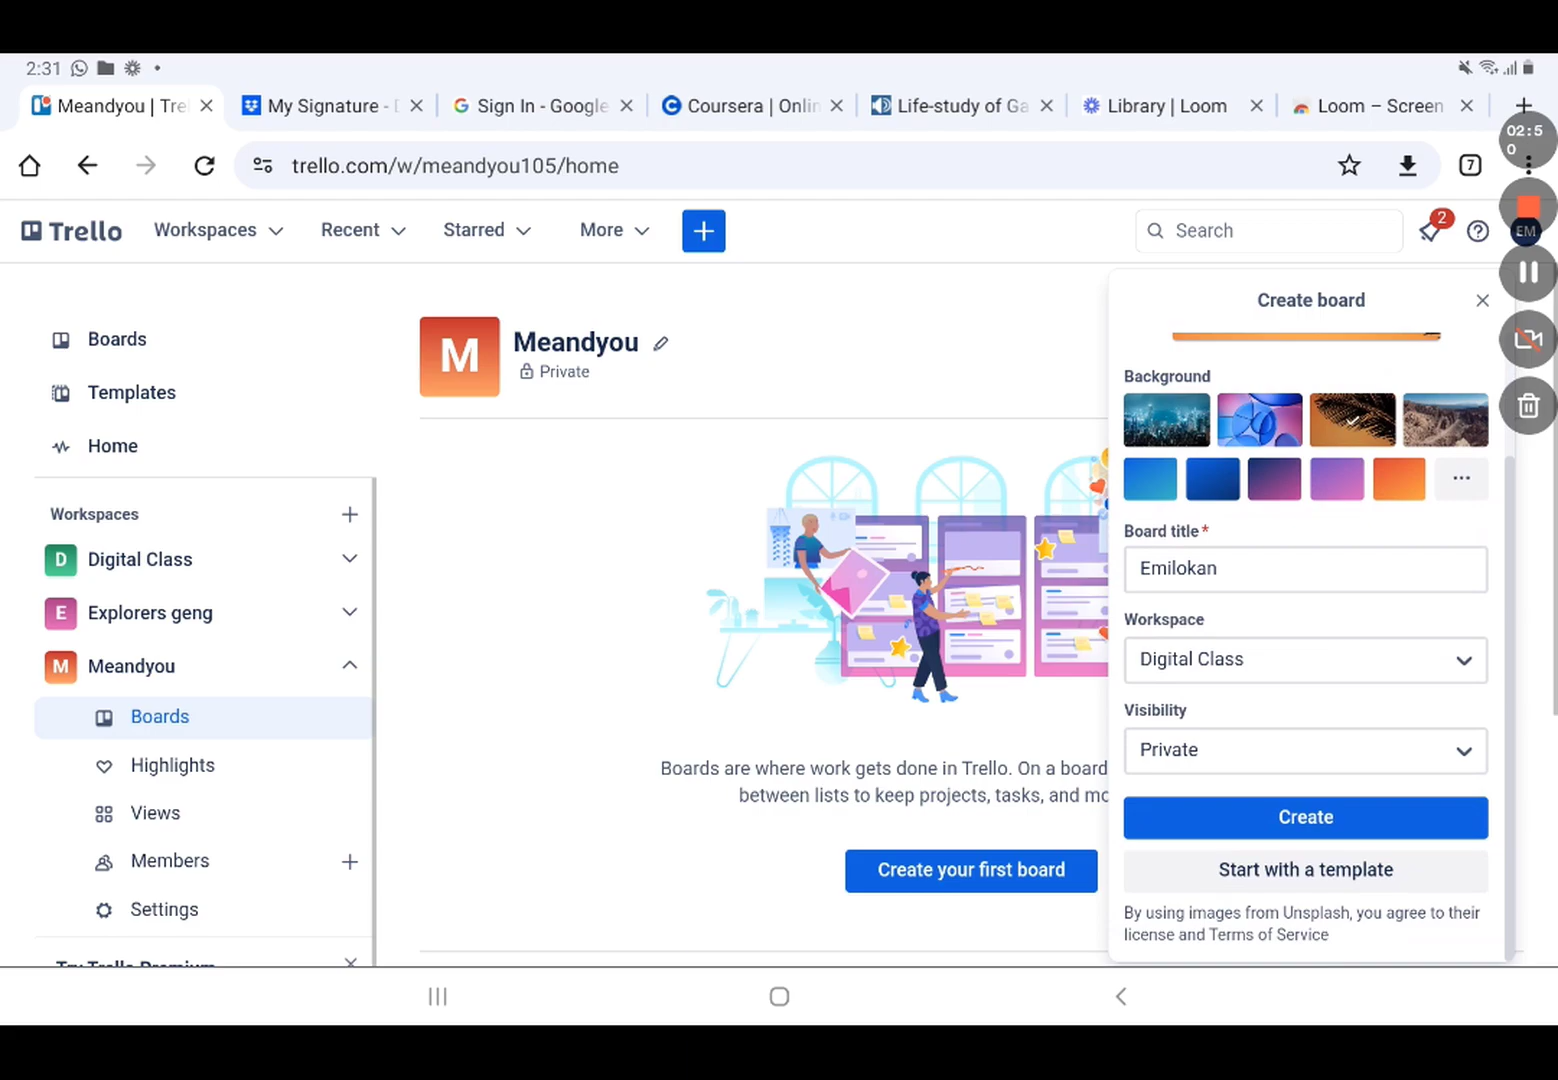 2:31
Meandyou | Trel
My Signature - D
Sign In - Google
Coursera | Onlin
Life-study of Ga
Library | Loom
Loom – Screen
02:5
0
trello.com/w/meandyou105/home
7
Trello
Workspaces
Recent
Starred
More
Search
2
EM
Boards
Templates
Home
Workspaces
D Digital Class
E Explorers geng
M Meandyou
Boards
Highlights
Views
Members
Settings
Try Trello Premium
M
Meandyou
Private
Boards are where work gets done in Trello. On a board
between lists to keep projects, tasks, and mo
Create your first board
Create board
Background
Board title*
Emilokan
Workspace
Digital Class
Visibility
Private
Create
Start with a template
By using images from Unsplash, you agree to their
license and Terms of Service